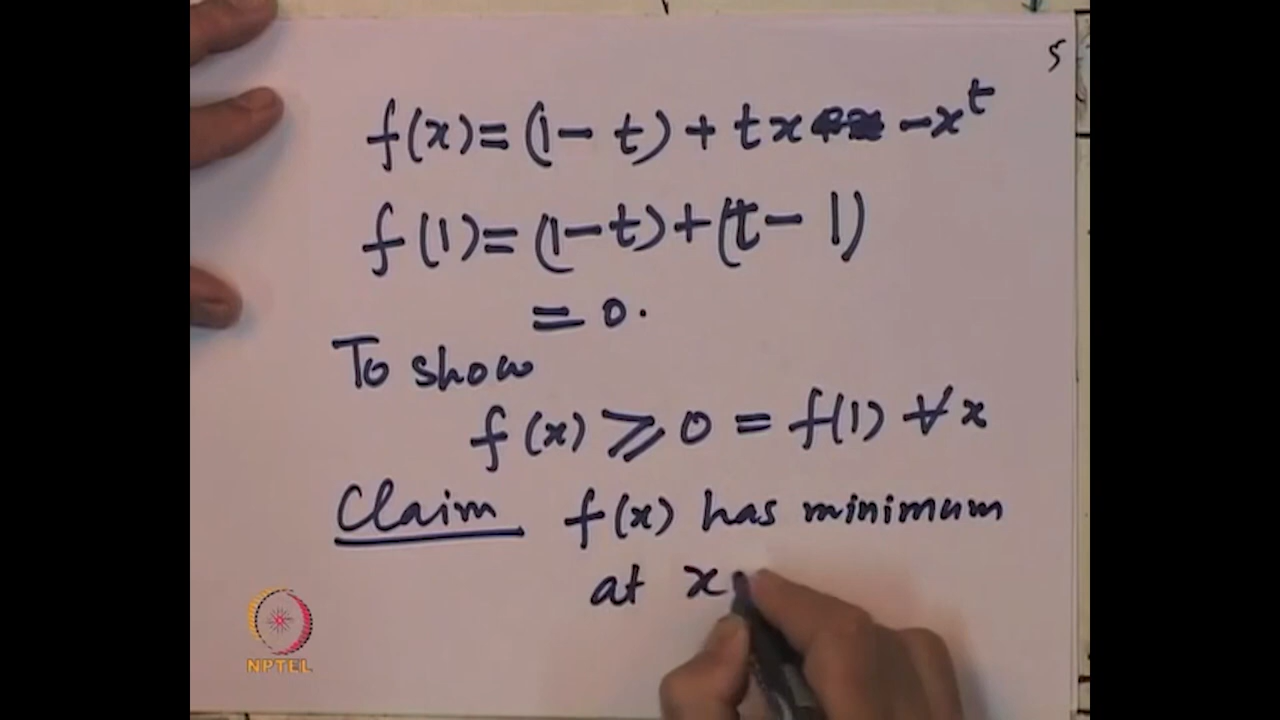 5
f(x) = (1 - t) + tx - x^t
f(1) = (1 - t) + (t - 1)
= 0.
To show
f(x) ⩾ 0 = f(1) ∀ x
Claim f(x) has minimum
at x
NPTEL